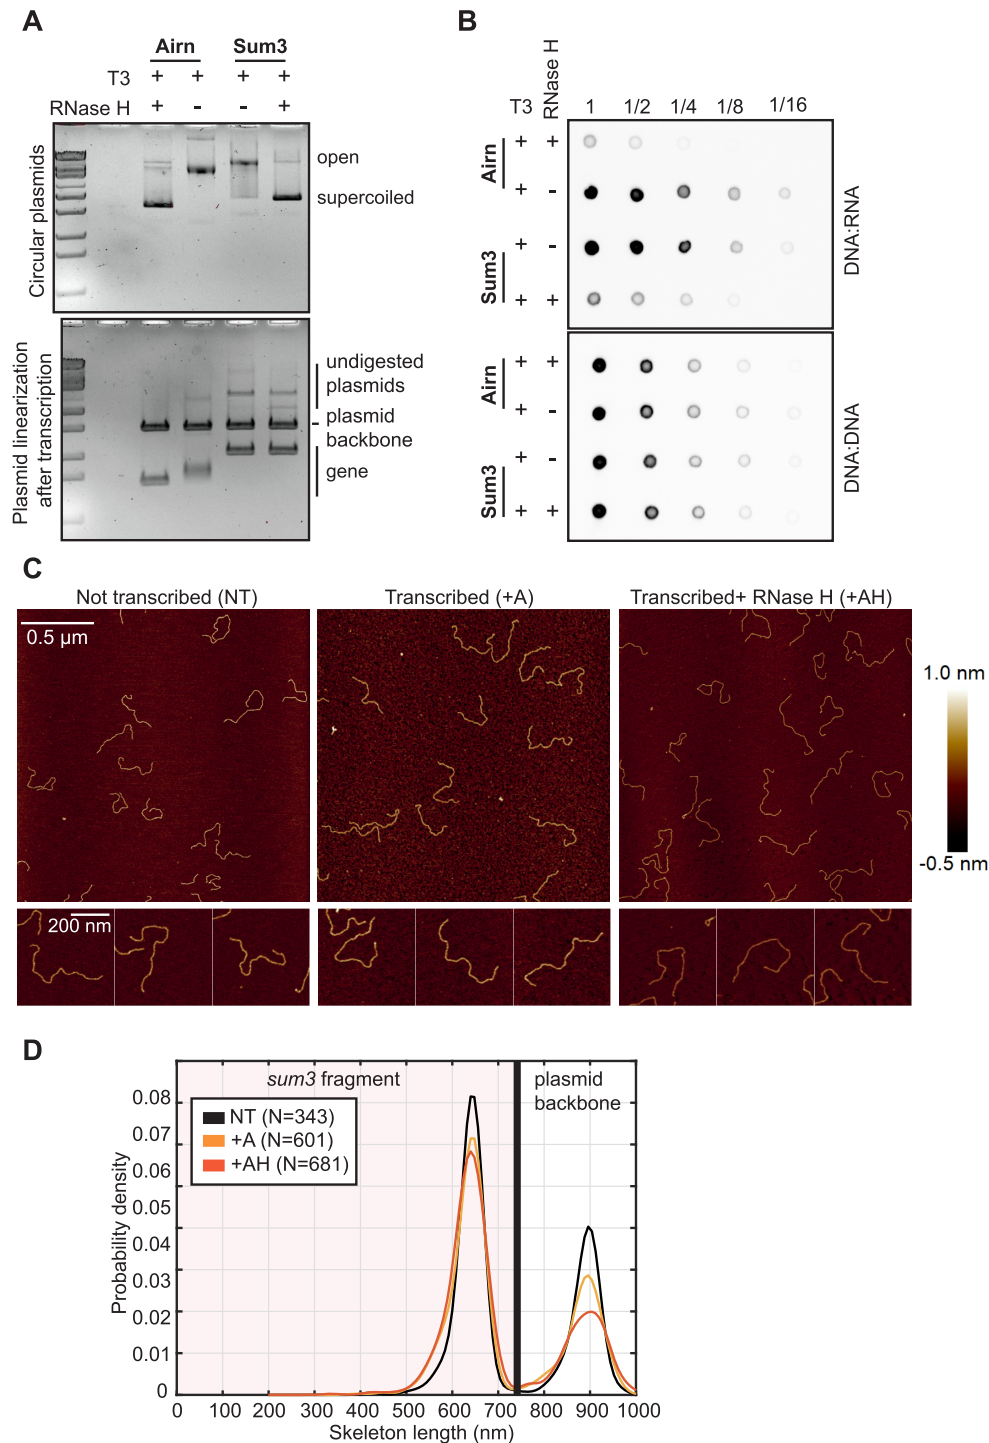 A
Airn Sum3
T3 + + + +
RNase H + - - +
Circular plasmids
open
supercoiled
Plasmid linearization
after transcription
undigested
plasmids
plasmid
backbone
gene
B
T3 RNase H 1 1/2 1/4 1/8 1/16
Airn
+ +
+ -
Sum3
+ -
+ +
DNA:RNA
Airn
+ +
+ -
Sum3
+ -
+ +
DNA:DNA
C
Not transcribed (NT) Transcribed (+A) Transcribed+ RNase H (+AH)
0.5 µm
1.0 nm
-0.5 nm
200 nm
D
sum3 fragment
plasmid
backbone
NT (N=343)
+A (N=601)
+AH (N=681)
Probability density
0.08
0.07
0.06
0.05
0.04
0.03
0.02
0.01
0
0 100 200 300 400 500 600 700 800 900 1000
Skeleton length (nm)